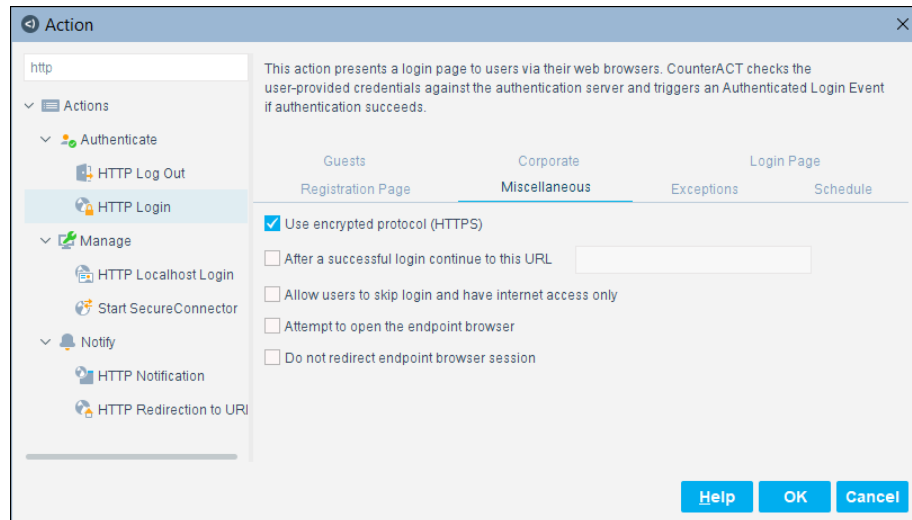 Action
http
Actions
Authenticate
HTTP Log Out
HTTP Login
Manage
HTTP Localhost Login
Start SecureConnector
Notify
HTTP Notification
HTTP Redirection to URI
This action presents a login page to users via their web browsers. CounterACT checks the
user-provided credentials against the authentication server and triggers an Authenticated Login Event
if authentication succeeds.
Guests Corporate Login Page
Registration Page Miscellaneous Exceptions Schedule
Use encrypted protocol (HTTPS)
After a successful login continue to this URL
Allow users to skip login and have internet access only
Attempt to open the endpoint browser
Do not redirect endpoint browser session
Help OK Cancel